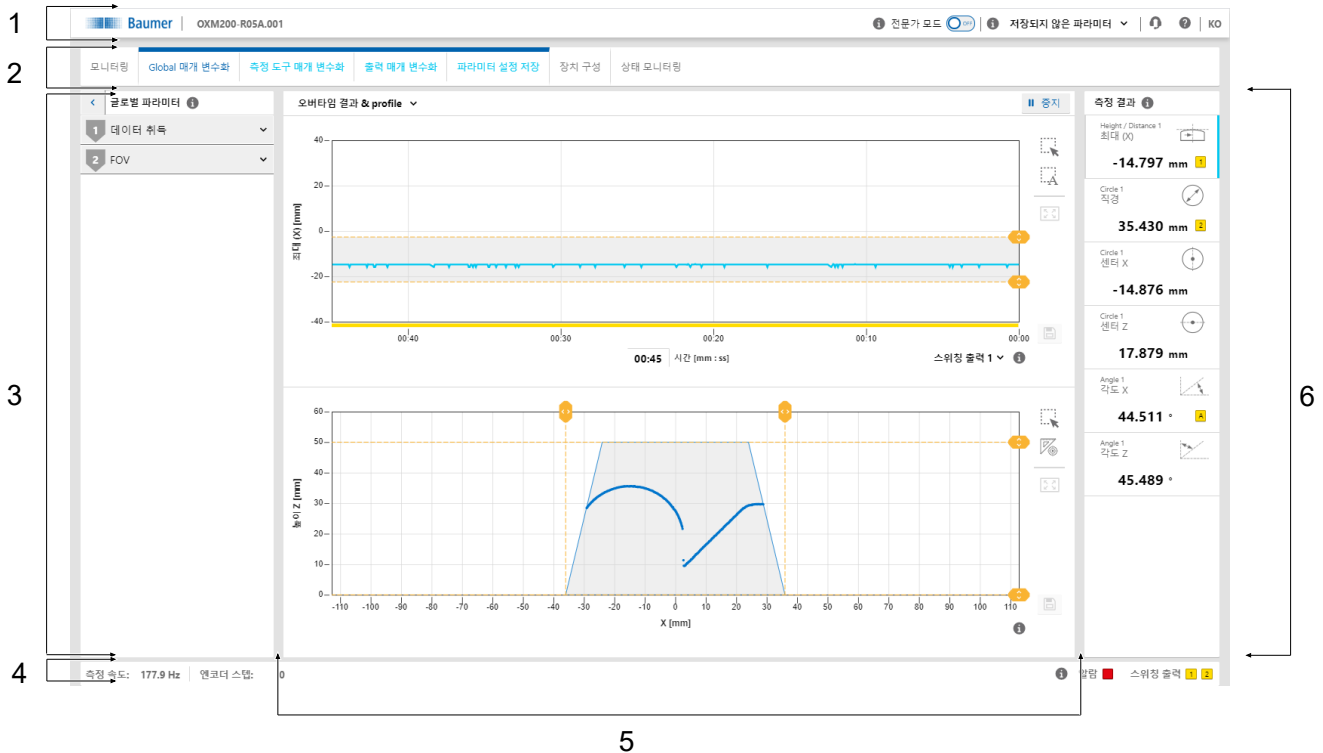 1
Baumer
OXM200-R05A.001
전문가 모드
OFF
저장되지 않은 파라미터
KO
2
모니터링
Global 매개 변수화
측정 도구 매개 변수화
출력 매개 변수화
파라미터 설정 저장
장치 구성
상태 모니터링
3
글로벌 파라미터
1 데이터 취득
2 FOV
오버타임 결과 & profile
중지
최대 (X) [mm]
40
20
0
-20
-40
00:40 00:30 00:20 00:10 00:00
00:45 시간 [mm : ss]
스위칭 출력 1
높이 Z [mm]
60
50
40
30
20
10
0
-110 -100 -90 -80 -70 -60 -50 -40 -30 -20 -10 0 10 20 30 40 50 60 70 80 90 100 110
X [mm]
측정 결과
Height / Distance 1
최대 (X)
-14.797 mm 1
Circle 1
직경
35.430 mm 2
Circle 1
센터 X
-14.876 mm
Circle 1
센터 Z
17.879 mm
Angle 1
각도 X
44.511 ° A
Angle 1
각도 Z
45.489 °
6
4
측정 속도: 177.9 Hz
엔코더 스텝: 0
알람
스위칭 출력 1 2
5